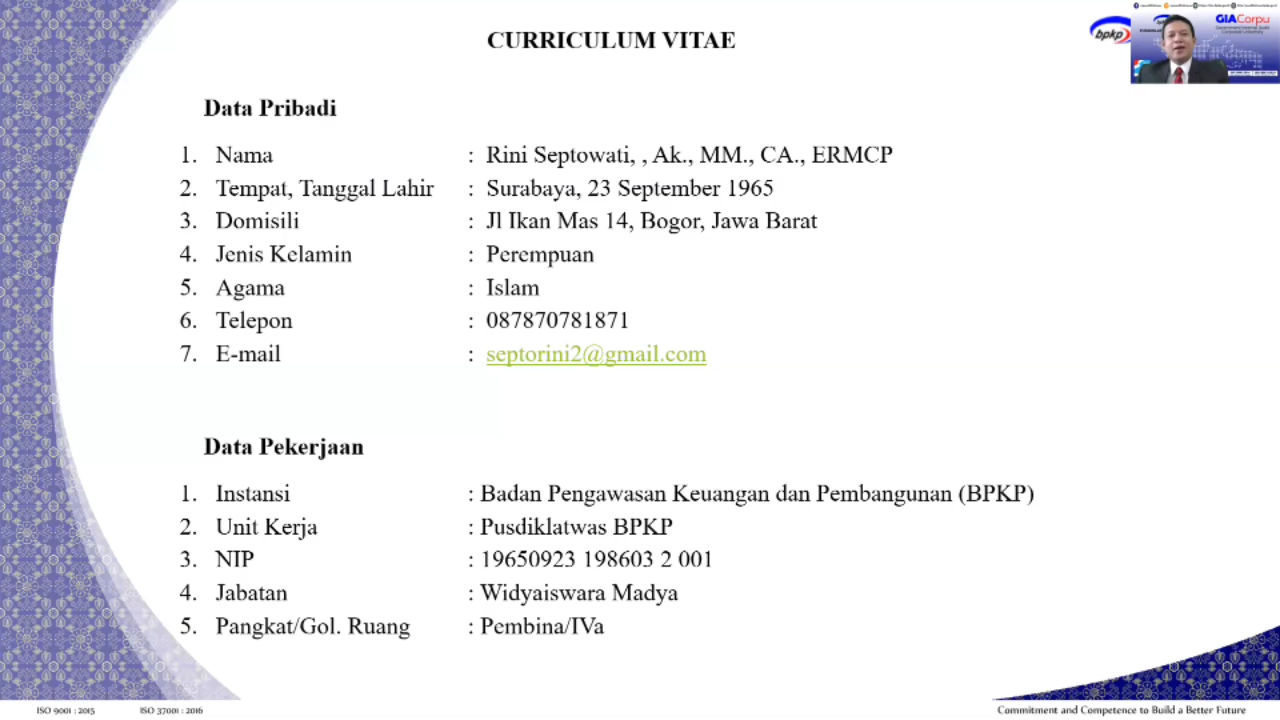 CURRICULUM VITAE
bpkp
GIACorpu
Data Pribadi
1. Nama : Rini Septowati, , Ak., MM., CA., ERMCP
2. Tempat, Tanggal Lahir : Surabaya, 23 September 1965
3. Domisili : Jl Ikan Mas 14, Bogor, Jawa Barat
4. Jenis Kelamin : Perempuan
5. Agama : Islam
6. Telepon : 087870781871
7. E-mail : septorini2@gmail.com
Data Pekerjaan
1. Instansi : Badan Pengawasan Keuangan dan Pembangunan (BPKP)
2. Unit Kerja : Pusdiklatwas BPKP
3. NIP : 19650923 198603 2 001
4. Jabatan : Widyaiswara Madya
5. Pangkat/Gol. Ruang : Pembina/IVa
ISO 9001 : 2015 ISO 37001 : 2016
Commitment and Competence to Build a Better Future